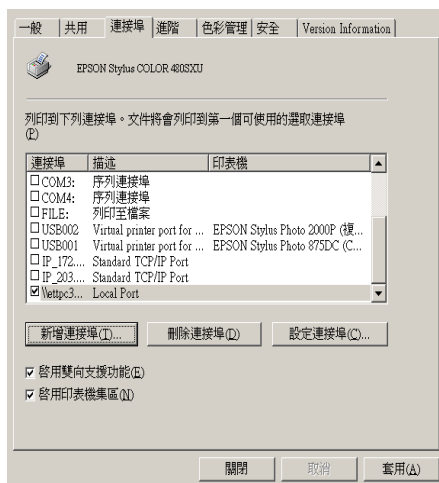 一般 共用 連接埠 進階 色彩管理 安全 Version Information
EPSON Stylus COLOR 480SXU
列印到下列連接埠。文件將會列印到第一個可使用的選取連接埠
(P)
連接埠 描述 印表機
COM3: 序列連接埠
COM4: 序列連接埠
FILE: 列印至檔案
USB002 Virtual printer port for ... EPSON Stylus Photo 2000P (複...
USB001 Virtual printer port for ... EPSON Stylus Photo 875DC (C...
IP_172.... Standard TCP/IP Port
IP_203.... Standard TCP/IP Port
\\ettpc3... Local Port
新增連接埠(T)... 刪除連接埠(D) 設定連接埠(C)...
啓用雙向支援功能(E)
啓用印表機集區(N)
關閉 取消 套用(A)